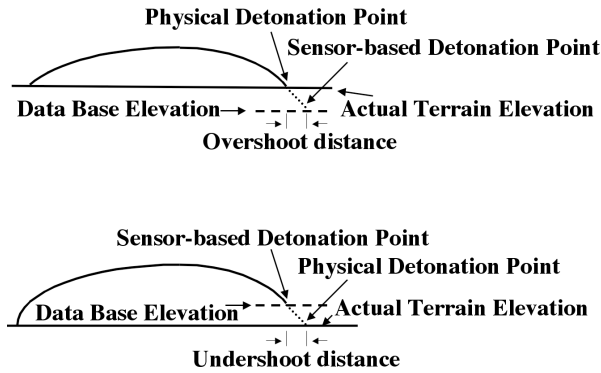 Physical Detonation Point
Sensor-based Detonation Point
Data Base Elevation
Actual Terrain Elevation
Overshoot distance
Sensor-based Detonation Point
Physical Detonation Point
Data Base Elevation
Actual Terrain Elevation
Undershoot distance